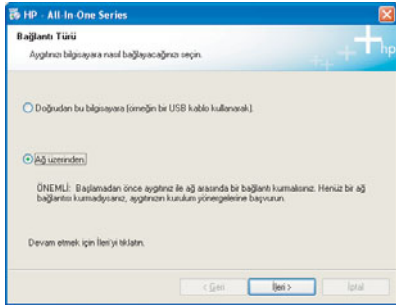 HP - All-In-One Series
Bağlantı Türü
Aygıtınızı bilgisayara nasıl bağlayacağınızı seçin.
hp
Doğrudan bu bilgisayara (örneğin bir USB kablo kullanarak).
Ağ üzerinden.
ÖNEMLİ: Başlamadan önce aygıtınız ile ağ arasında bir bağlantı kurmalısınız. Henüz bir ağ
bağlantısı kurmadıysanız, aygıtınızın kurulum yönergelerine başvurun.
Devam etmek için İleri'yi tıklatın.
< Geri
İleri >
İptal